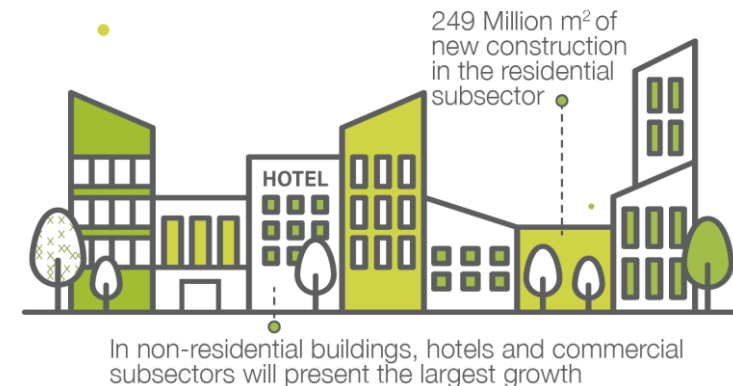 249 Million m² of
new construction
in the residential
subsector
HOTEL
In non-residential buildings, hotels and commercial
subsectors will present the largest growth